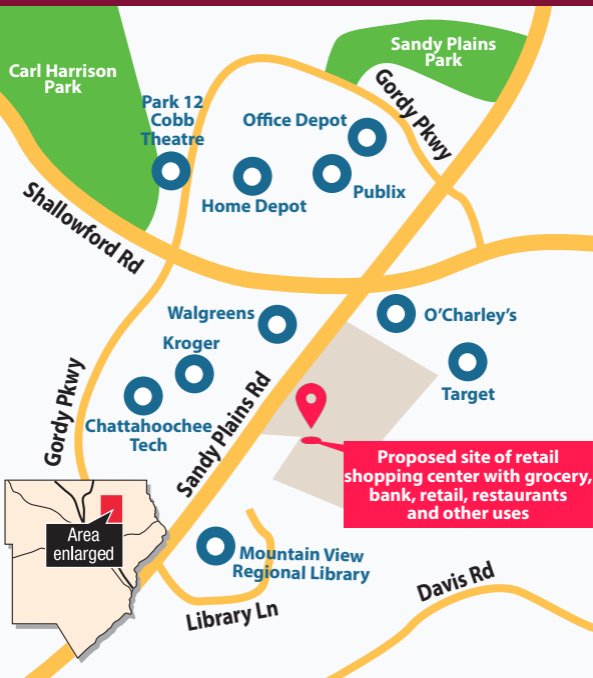 Sandy Plains
Park
Carl Harrison
Park
Gordy Pkwy
Park 12
Cobb
Theatre
Office Depot
Publix
Home Depot
Shallowford Rd
Walgreens
O'Charley's
Kroger
Target
Gordy Pkwy
Chattahoochee
Tech
Sandy Plains Rd
Proposed site of retail
shopping center with grocery,
bank, retail, restaurants
and other uses
Area
enlarged
Mountain View
Regional Library
Davis Rd
Library Ln